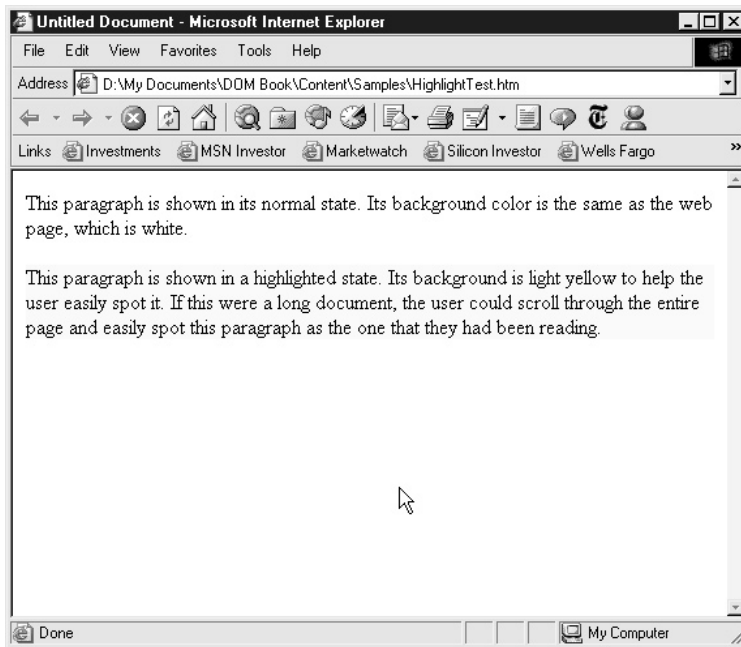 Untitled Document - Microsoft Internet Explorer
File Edit View Favorites Tools Help
Address D:\My Documents\DOM Book\Content\Samples\HighlightTest.htm
Links Investments MSN Investor Marketwatch Silicon Investor Wells Fargo »
This paragraph is shown in its normal state. Its background color is the same as the web
page, which is white.
This paragraph is shown in a highlighted state. Its background is light yellow to help the
user easily spot it. If this were a long document, the user could scroll through the entire
page and easily spot this paragraph as the one that they had been reading.
Done My Computer